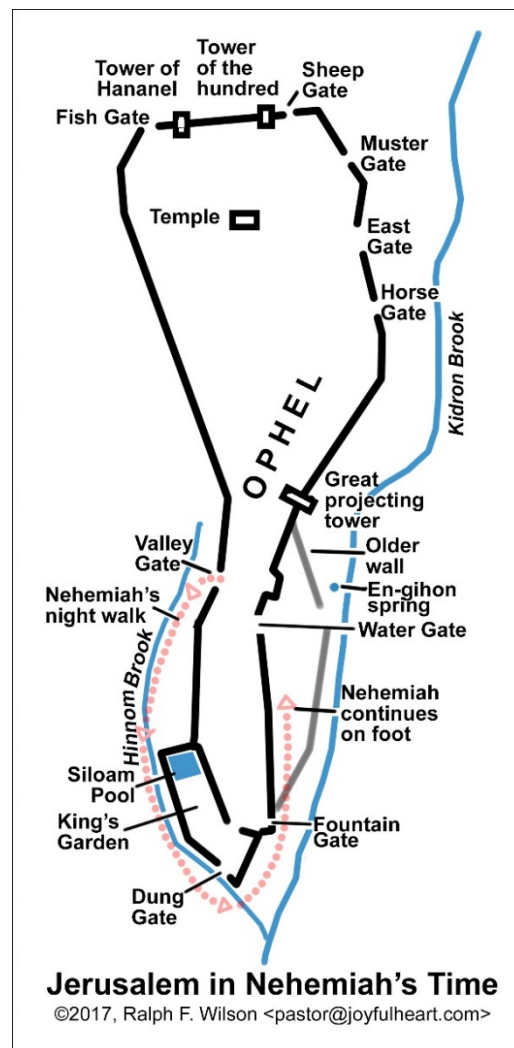 Tower of
Hananel
Tower
of the
hundred
Sheep
Gate
Fish Gate
Muster
Gate
Temple
East
Gate
Horse
Gate
Kidron Brook
OPHEL
Great
projecting
tower
Valley
Gate
Older
wall
Nehemiah's
night walk
En-gihon
spring
Water Gate
Hinnom Brook
Nehemiah
continues
on foot
Siloam
Pool
King's
Garden
Fountain
Gate
Dung
Gate
Jerusalem in Nehemiah's Time
©2017, Ralph F. Wilson <pastor@joyfulheart.com>